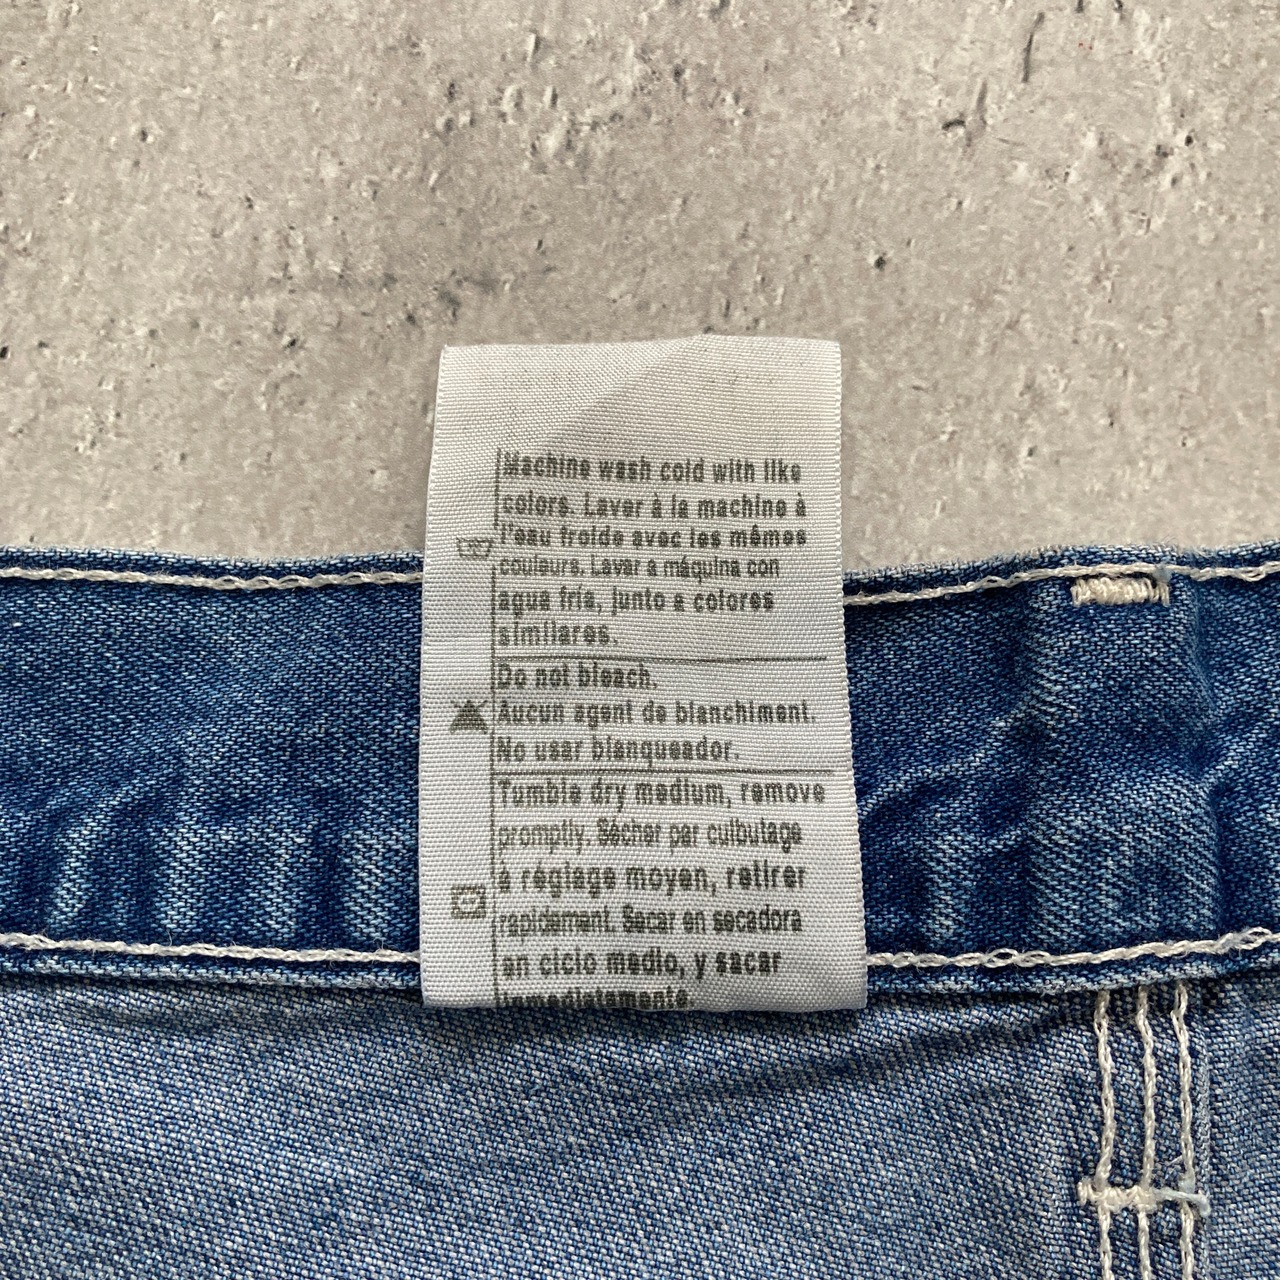 Machine wash cold with like
colors. Laver à la machine à
l'eau froide avec les mêmes
couleurs. Lavar a máquina con
agua fría, junto a colores
similares.
Do not bleach.
Aucun agent de blanchiment.
No usar blanqueador.
Tumble dry medium, remove
promptly. Sécher par culbutage
à réglage moyen, retirer
rapidement. Secar en secadora
en ciclo medio, y sacar
inmediatamente.